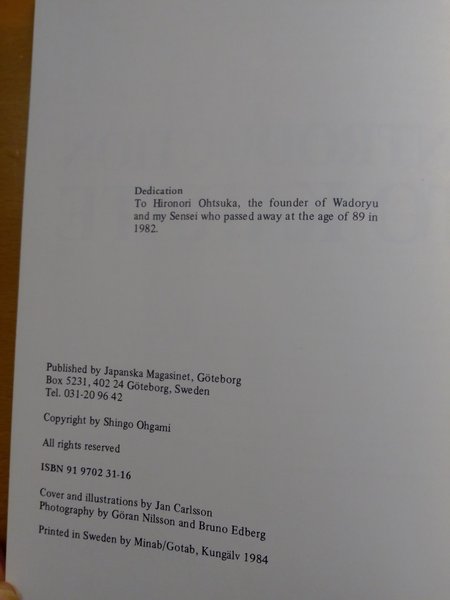 Dedication
To Hironori Ohtsuka, the founder of Wadoryu
and my Sensei who passed away at the age of 89 in
1982.
Published by Japanska Magasinet, Göteborg
Box 5231, 402 24 Göteborg, Sweden
Tel. 031-20 96 42
Copyright by Shingo Ohgami
All rights reserved
ISBN 91 9702 31-16
Cover and illustrations by Jan Carlsson
Photography by Göran Nilsson and Bruno Edberg
Printed in Sweden by Minab/Gotab, Kungälv 1984